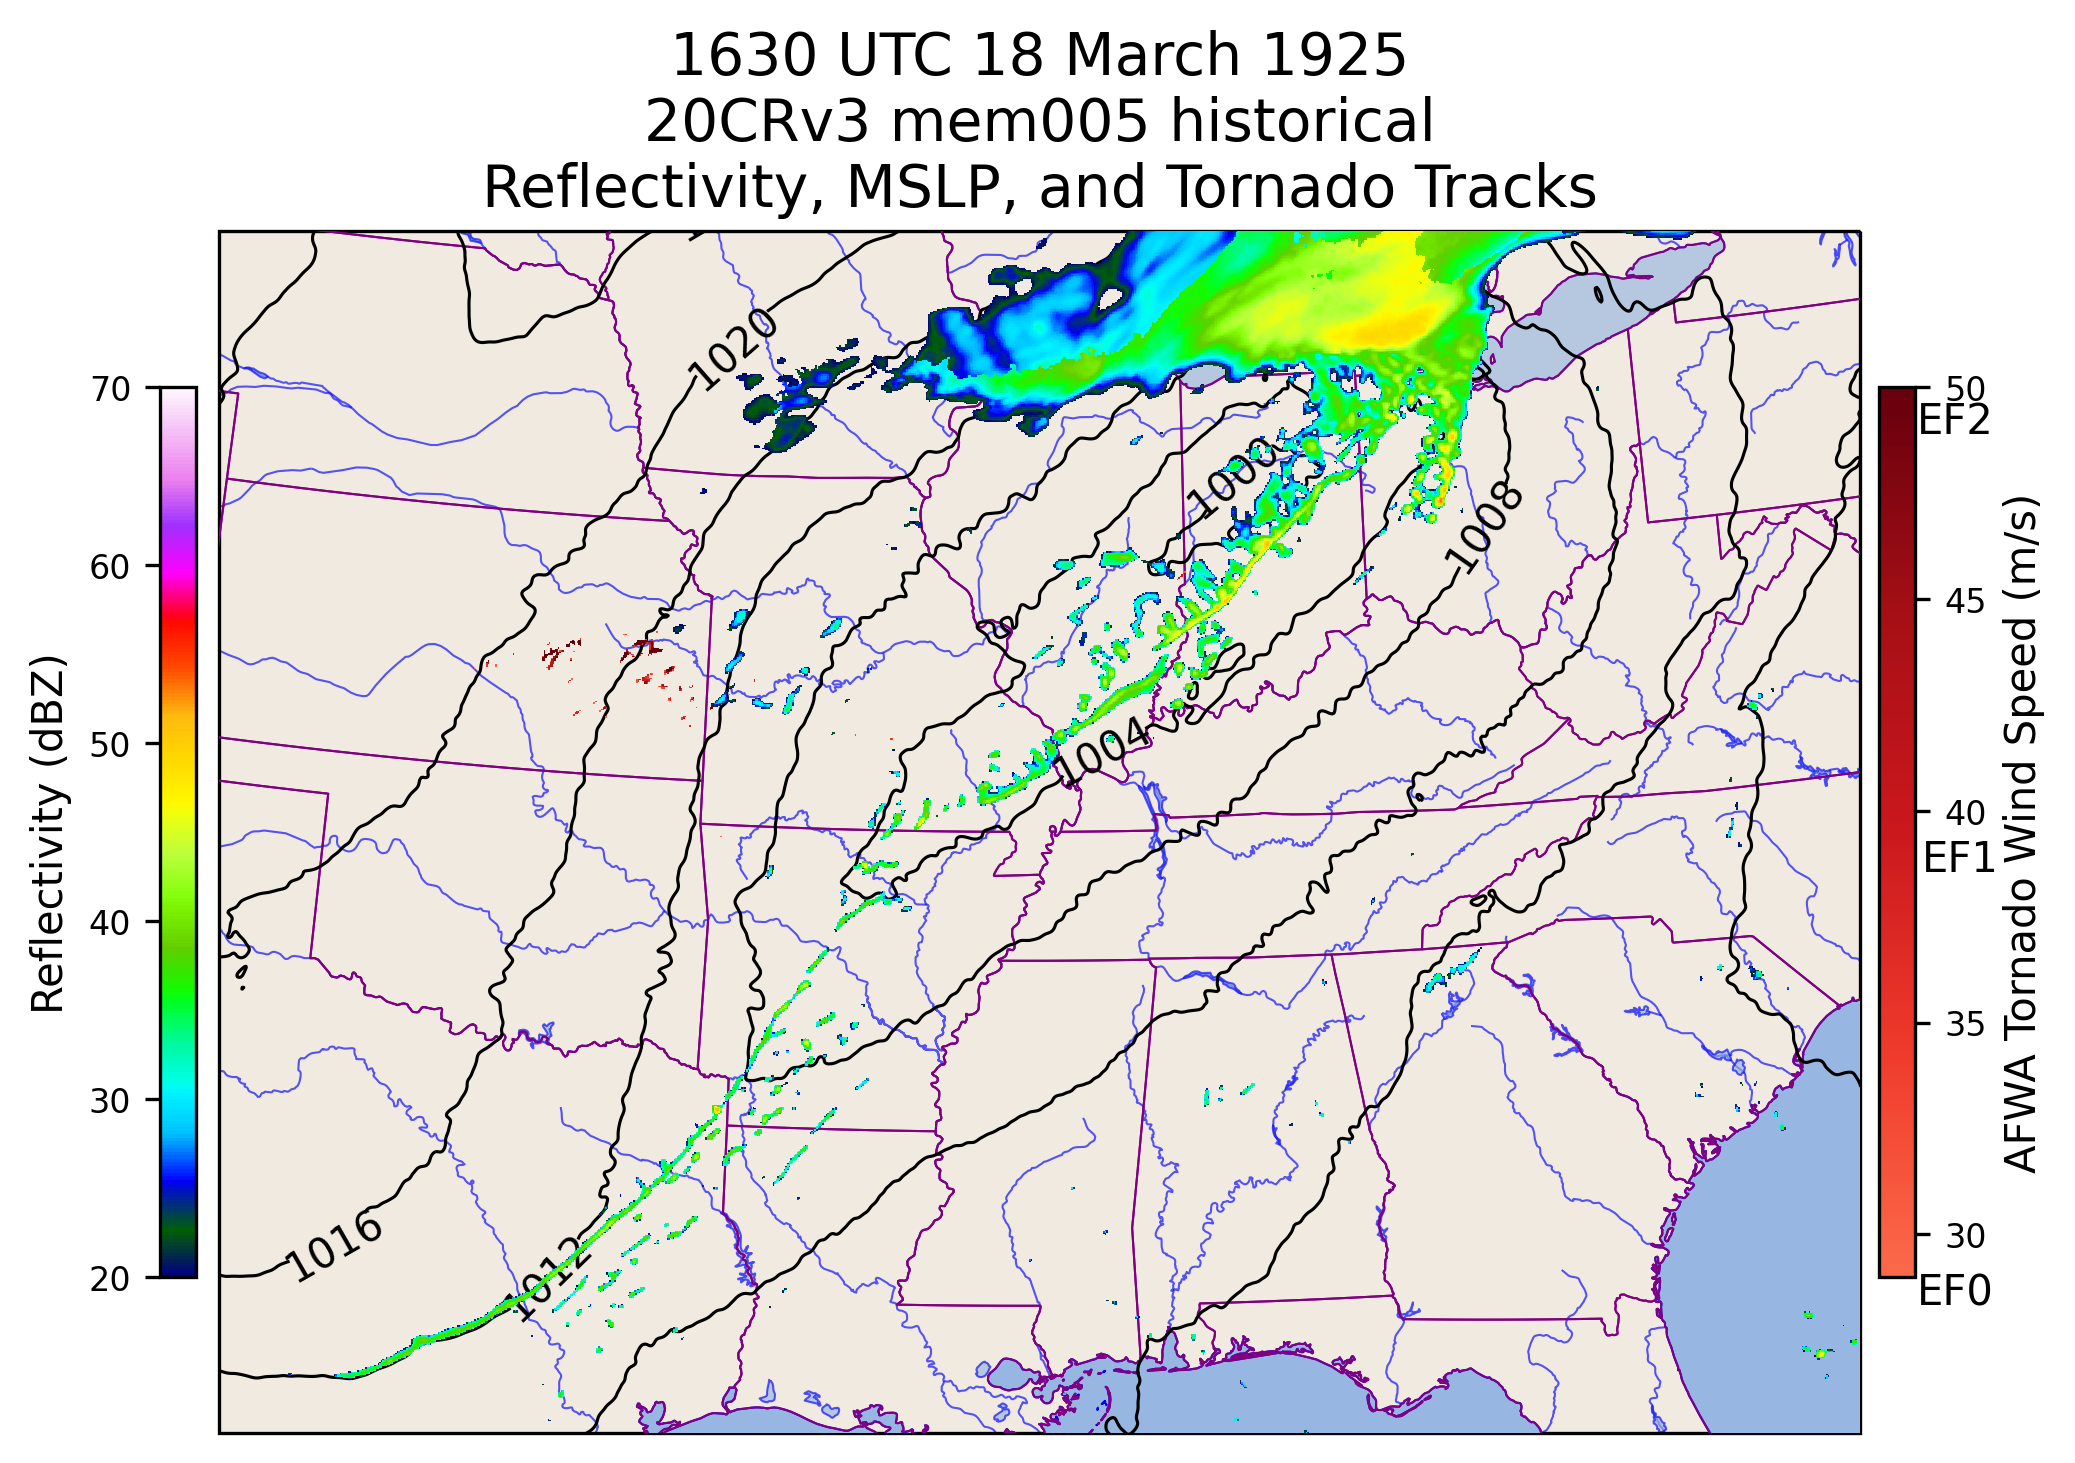 1630 UTC 18 March 1925
20CRv3 mem005 historical
Reflectivity, MSLP, and Tornado Tracks
Reflectivity (dBZ)
70
60
50
40
30
20
1020
1000
1008
1004
1016
1012
50
EF2
45
40
EF1
35
30
EF0
AFWA Tornado Wind Speed (m/s)